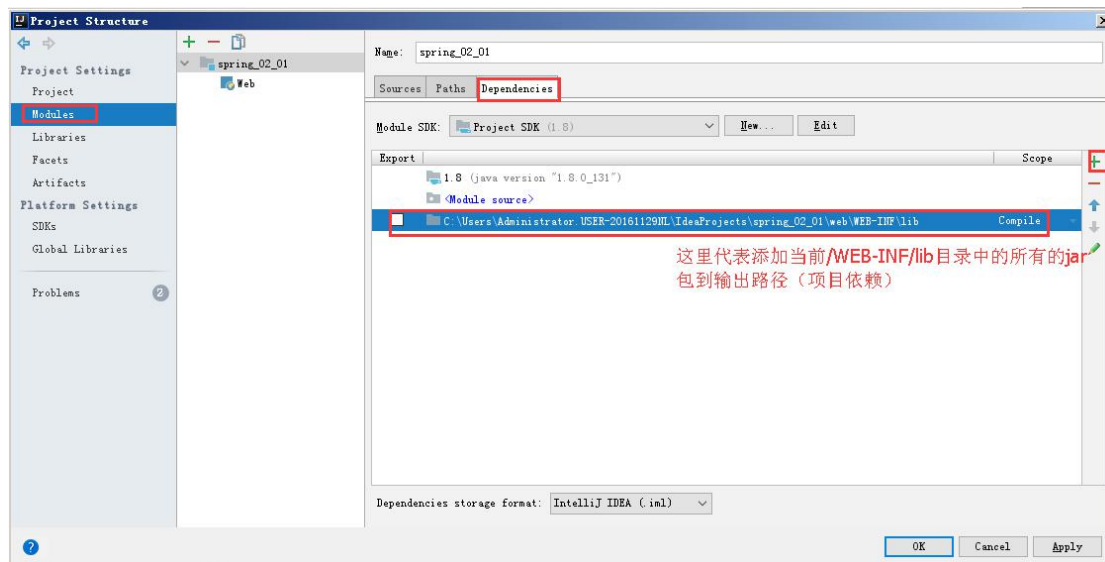 Project Structure
Project Settings
Project
Modules
Libraries
Facets
Artifacts
Platform Settings
SDKs
Global Libraries
Problems 2
spring_02_01
Web
Name: spring_02_01
Sources Paths Dependencies
Module SDK: Project SDK (1.8) New... Edit
Export Scope
1.8 (java version "1.8.0_131")
<Module source>
C:\Users\Administrator.USER-20161129NL\IdeaProjects\spring_02_01\web\WEB-INF\lib Compile
这里代表添加当前/WEB-INF/lib目录中的所有的jar
包到输出路径（项目依赖）
Dependencies storage format: IntelliJ IDEA (.iml)
? OK Cancel Apply